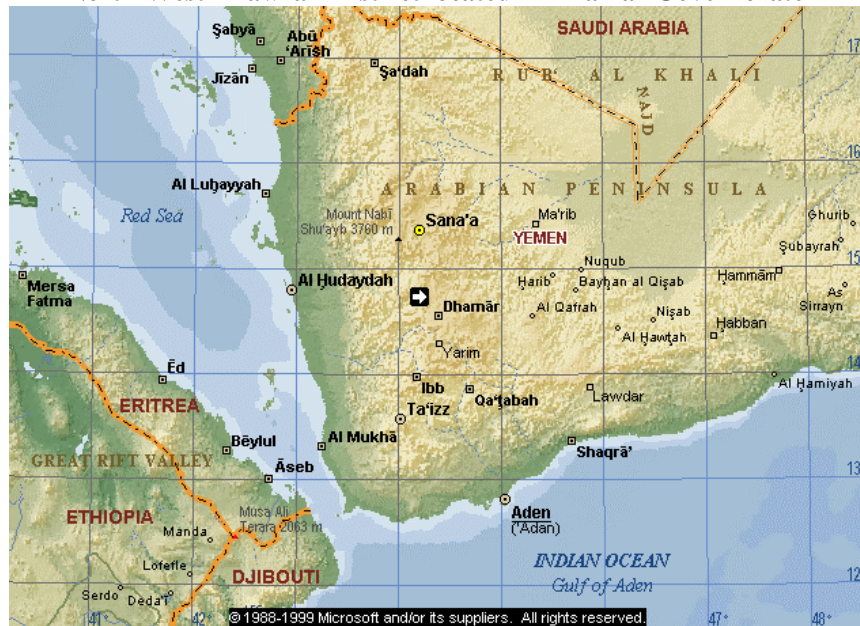 SAUDI ARABIA
Şabyā
Abū
'Arīsh
Jīzān
Şa'dah
17
RUB' AL KHALI
NAJD
16
Al Luḩayyah
ARABIAN PENINSULA
Red Sea
Mount Nabī
Shu'ayb 3760 m
Sana'a
Ma'rib
YEMEN
Ghurib
Şubayrah
15
Mersa
Fatma
Al Ḩudaydah
Nuqub
Ḩarib
Bayḩan al Qişab
Ḩammām
As
Sirrayn
Dhamār
Al Qafrah
Nişab
Al Ḩawţah
Ḩabban
Yarim
14
Ēd
Ibb
Qa'ţabah
Lawdar
Al Ḩamiyah
ERITREA
Ta'izz
Bēylul
Al Mukhā
Shaqrā'
GREAT RIFT VALLEY
Āseb
13
Musa Ali
Terara 2063 m
Aden
('Adan)
ETHIOPIA
Manda
INDIAN OCEAN
Gulf of Aden
Lofefle
DJIBOUTI
12
Serdo
Deda'i
41°
42°
© 1988-1999 Microsoft and/or its suppliers. All rights reserved.
47°
48°